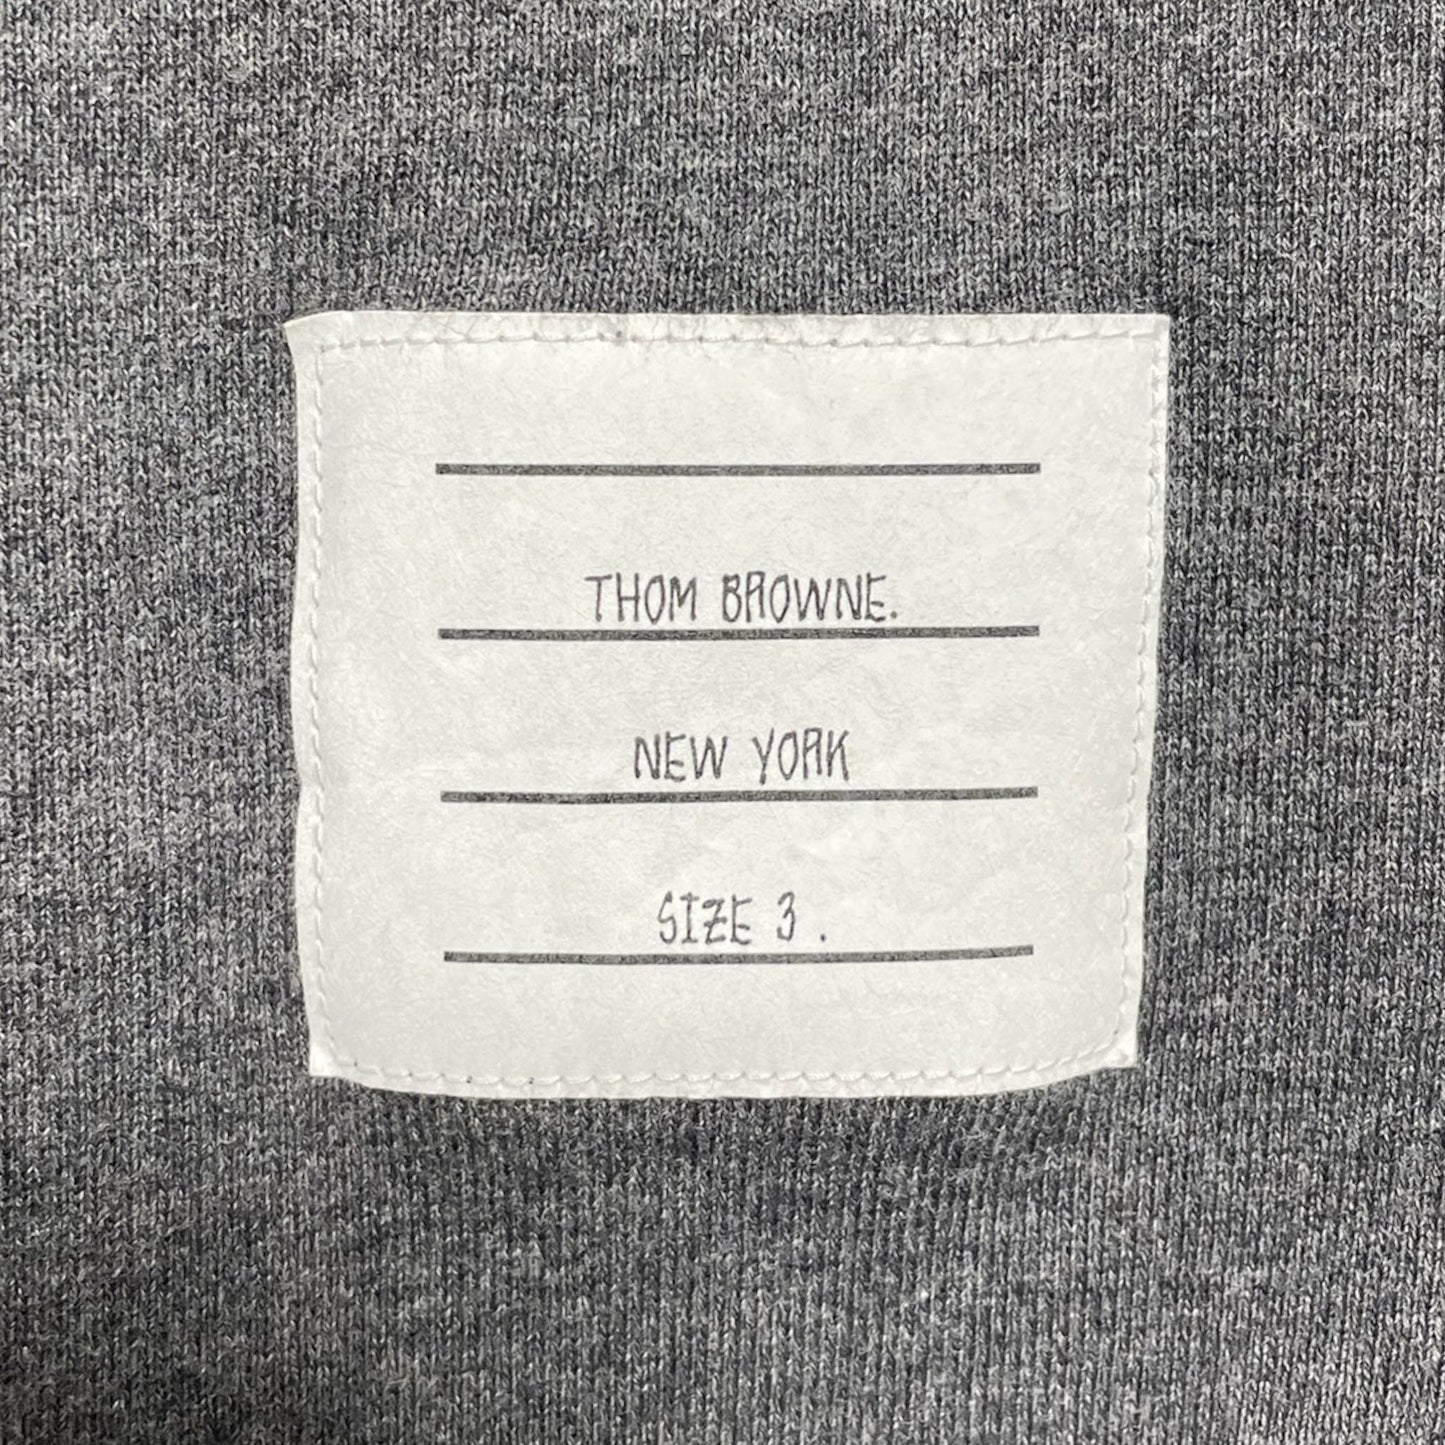 THOM BROWNE.
NEW YORK
SIZE 3 .